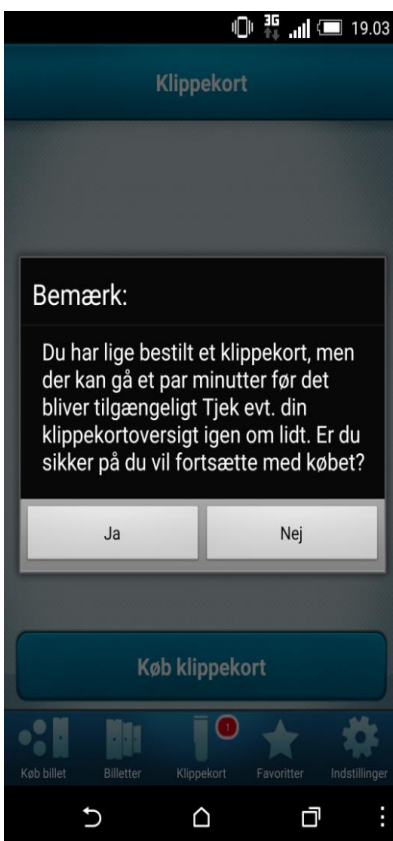 3G 19.03
Klippekort
Bemærk:
Du har lige bestilt et klippekort, men
der kan gå et par minutter før det
bliver tilgængeligt Tjek evt. din
klippekortoversigt igen om lidt. Er du
sikker på du vil fortsætte med købet?
Ja Nej
Køb klippekort
1
Køb billet Billetter Klippekort Favoritter Indstillinger